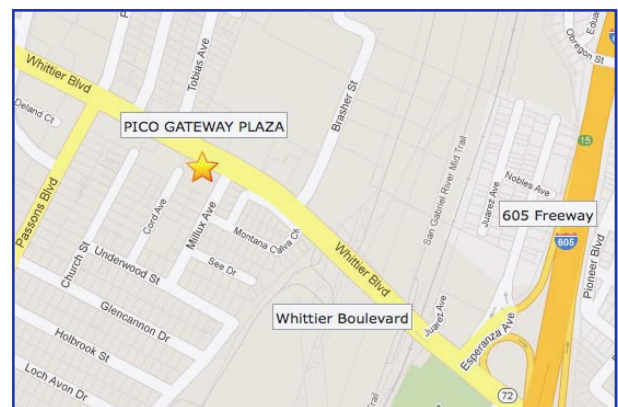 Whittier Blvd
Tobias Ave
Brasher St
Obregon St
Deland Ct
PICO GATEWAY PLAZA
15
San Gabriel River Mid Trail
Nobles Ave
Juarez Ave
605 Freeway
605
Pioneer Blvd
Passons Blvd
Cord Ave
Millux Ave
Montana Calva Ct
Church St
Underwood St
See Dr
Whittier Blvd
Glencannon Dr
Whittier Boulevard
Juarez Ave
Esperanza Ave
Holbrook St
Loch Avon Dr
72